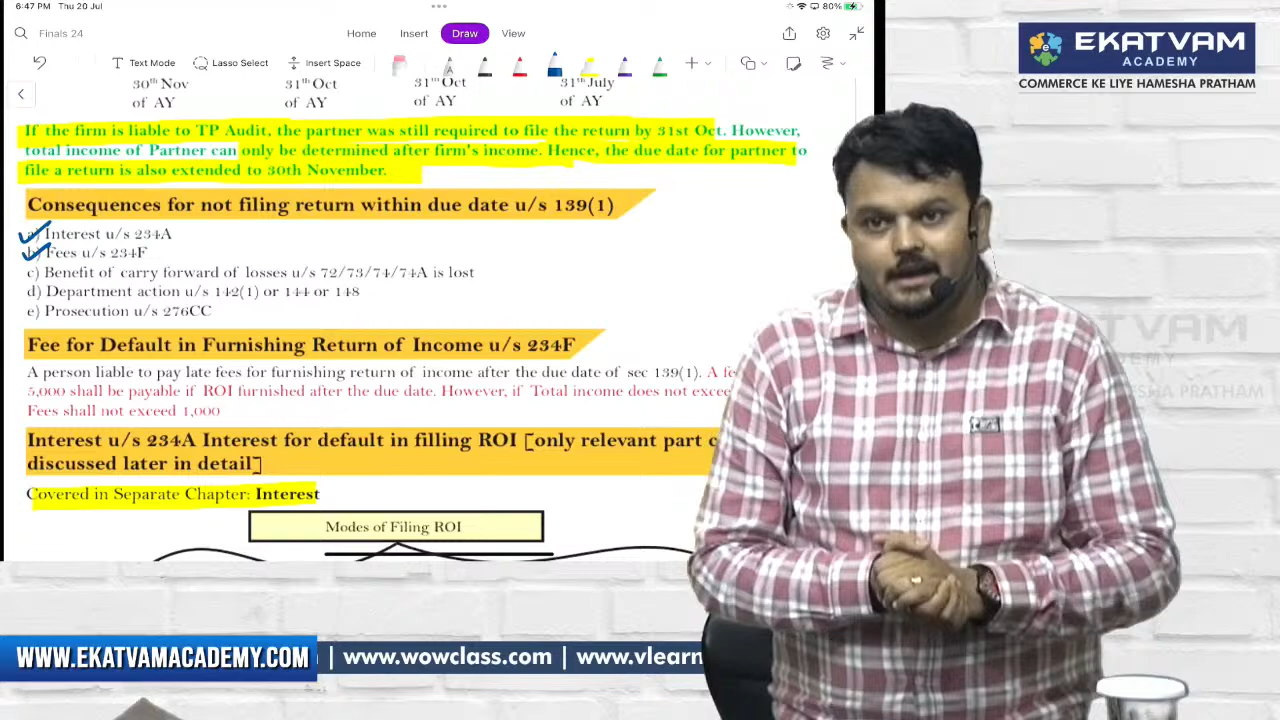 6:47 PM Thu 20 Jul
80%
Finals 24
Home Insert Draw View
Text Mode Lasso Select Insert Space
30th Nov 31th Oct 31st Oct 31st July
of AY of AY of AY of AY
If the firm is liable to TP Audit, the partner was still required to file the return by 31st Oct. However,
total income of Partner can only be determined after firm's income. Hence, the due date for partner to
file a return is also extended to 30th November.
Consequences for not filing return within due date u/s 139(1)
a) Interest u/s 234A
b) Fees u/s 234F
c) Benefit of carry forward of losses u/s 72/73/74/74A is lost
d) Department action u/s 142(1) or 144 or 148
e) Prosecution u/s 276CC
Fee for Default in Furnishing Return of Income u/s 234F
A person liable to pay late fees for furnishing return of income after the due date of sec 139(1). A
5,000 shall be payable if ROI furnished after the due date. However, if Total income does not
Fees shall not exceed 1,000
Interest u/s 234A Interest for default in filling ROI [only relevant part
discussed later in detail]
Covered in Separate Chapter: Interest
Modes of Filing ROI
EKATVAM
ACADEMY
COMMERCE KE LIYE HAMESHA PRATHAM
WWW.EKATVAMACADEMY.COM | www.wowclass.com | www.vlearn